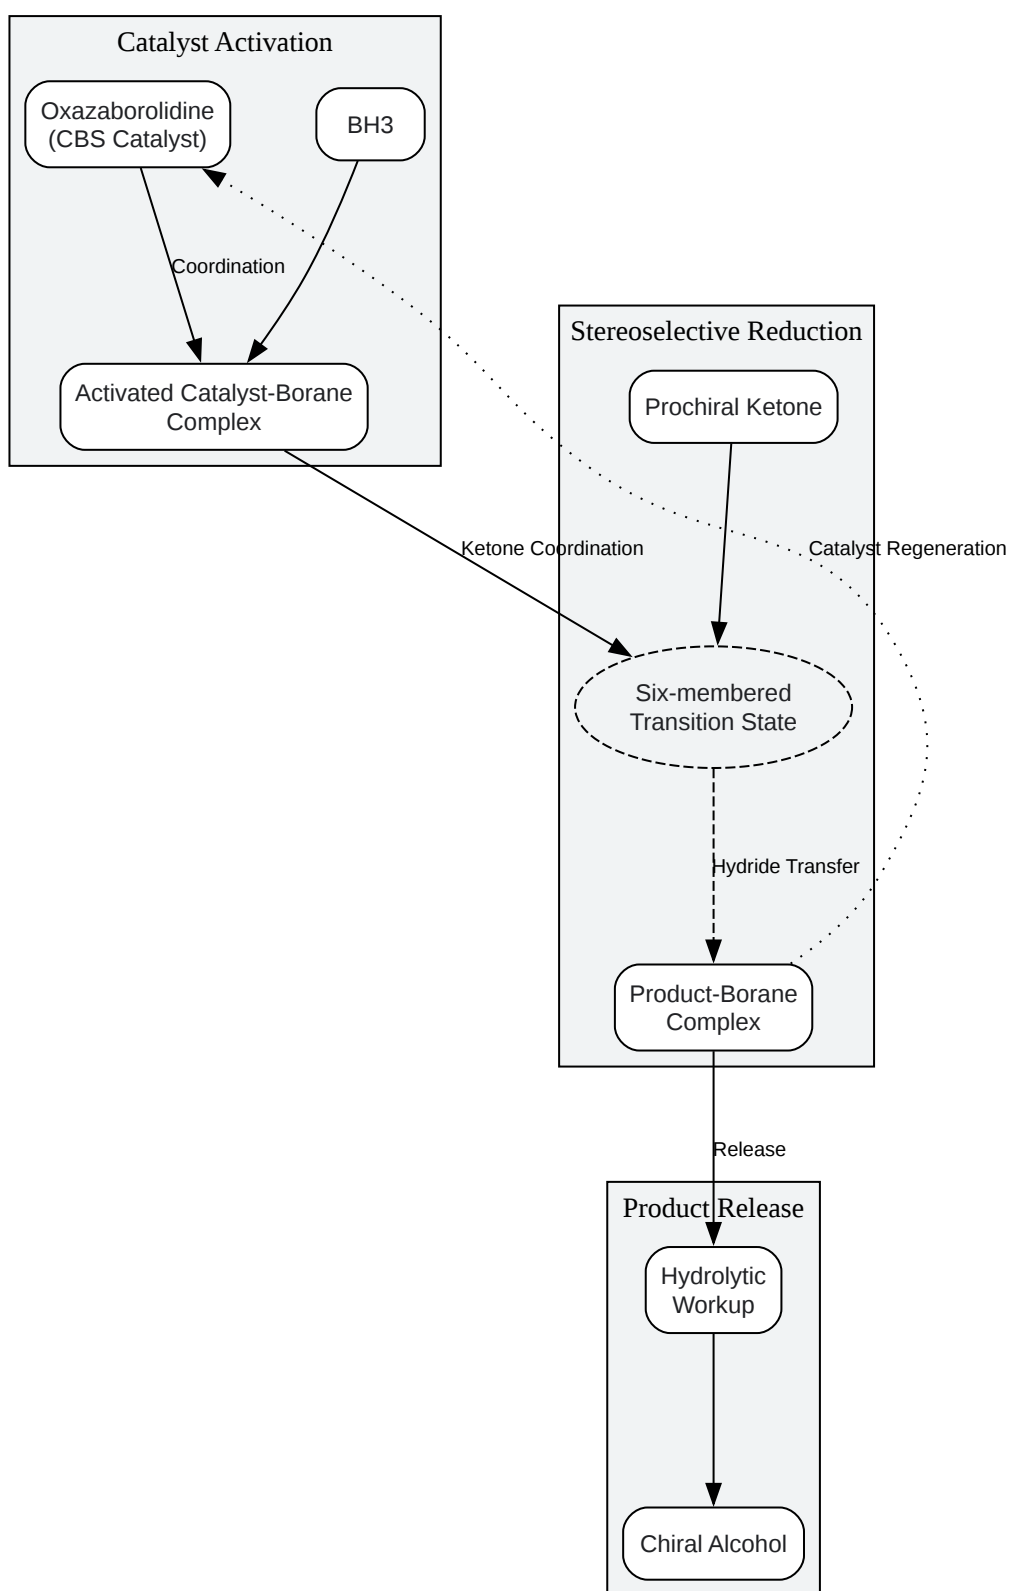 Catalyst Activation
Oxazaborolidine
(CBS Catalyst)
BH3
Coordination
Activated Catalyst-Borane
Complex
Stereoselective Reduction
Prochiral Ketone
Ketone Coordination
Catalyst Regeneration
Six-membered
Transition State
Hydride Transfer
Product-Borane
Complex
Release
Product Release
Hydrolytic
Workup
Chiral Alcohol